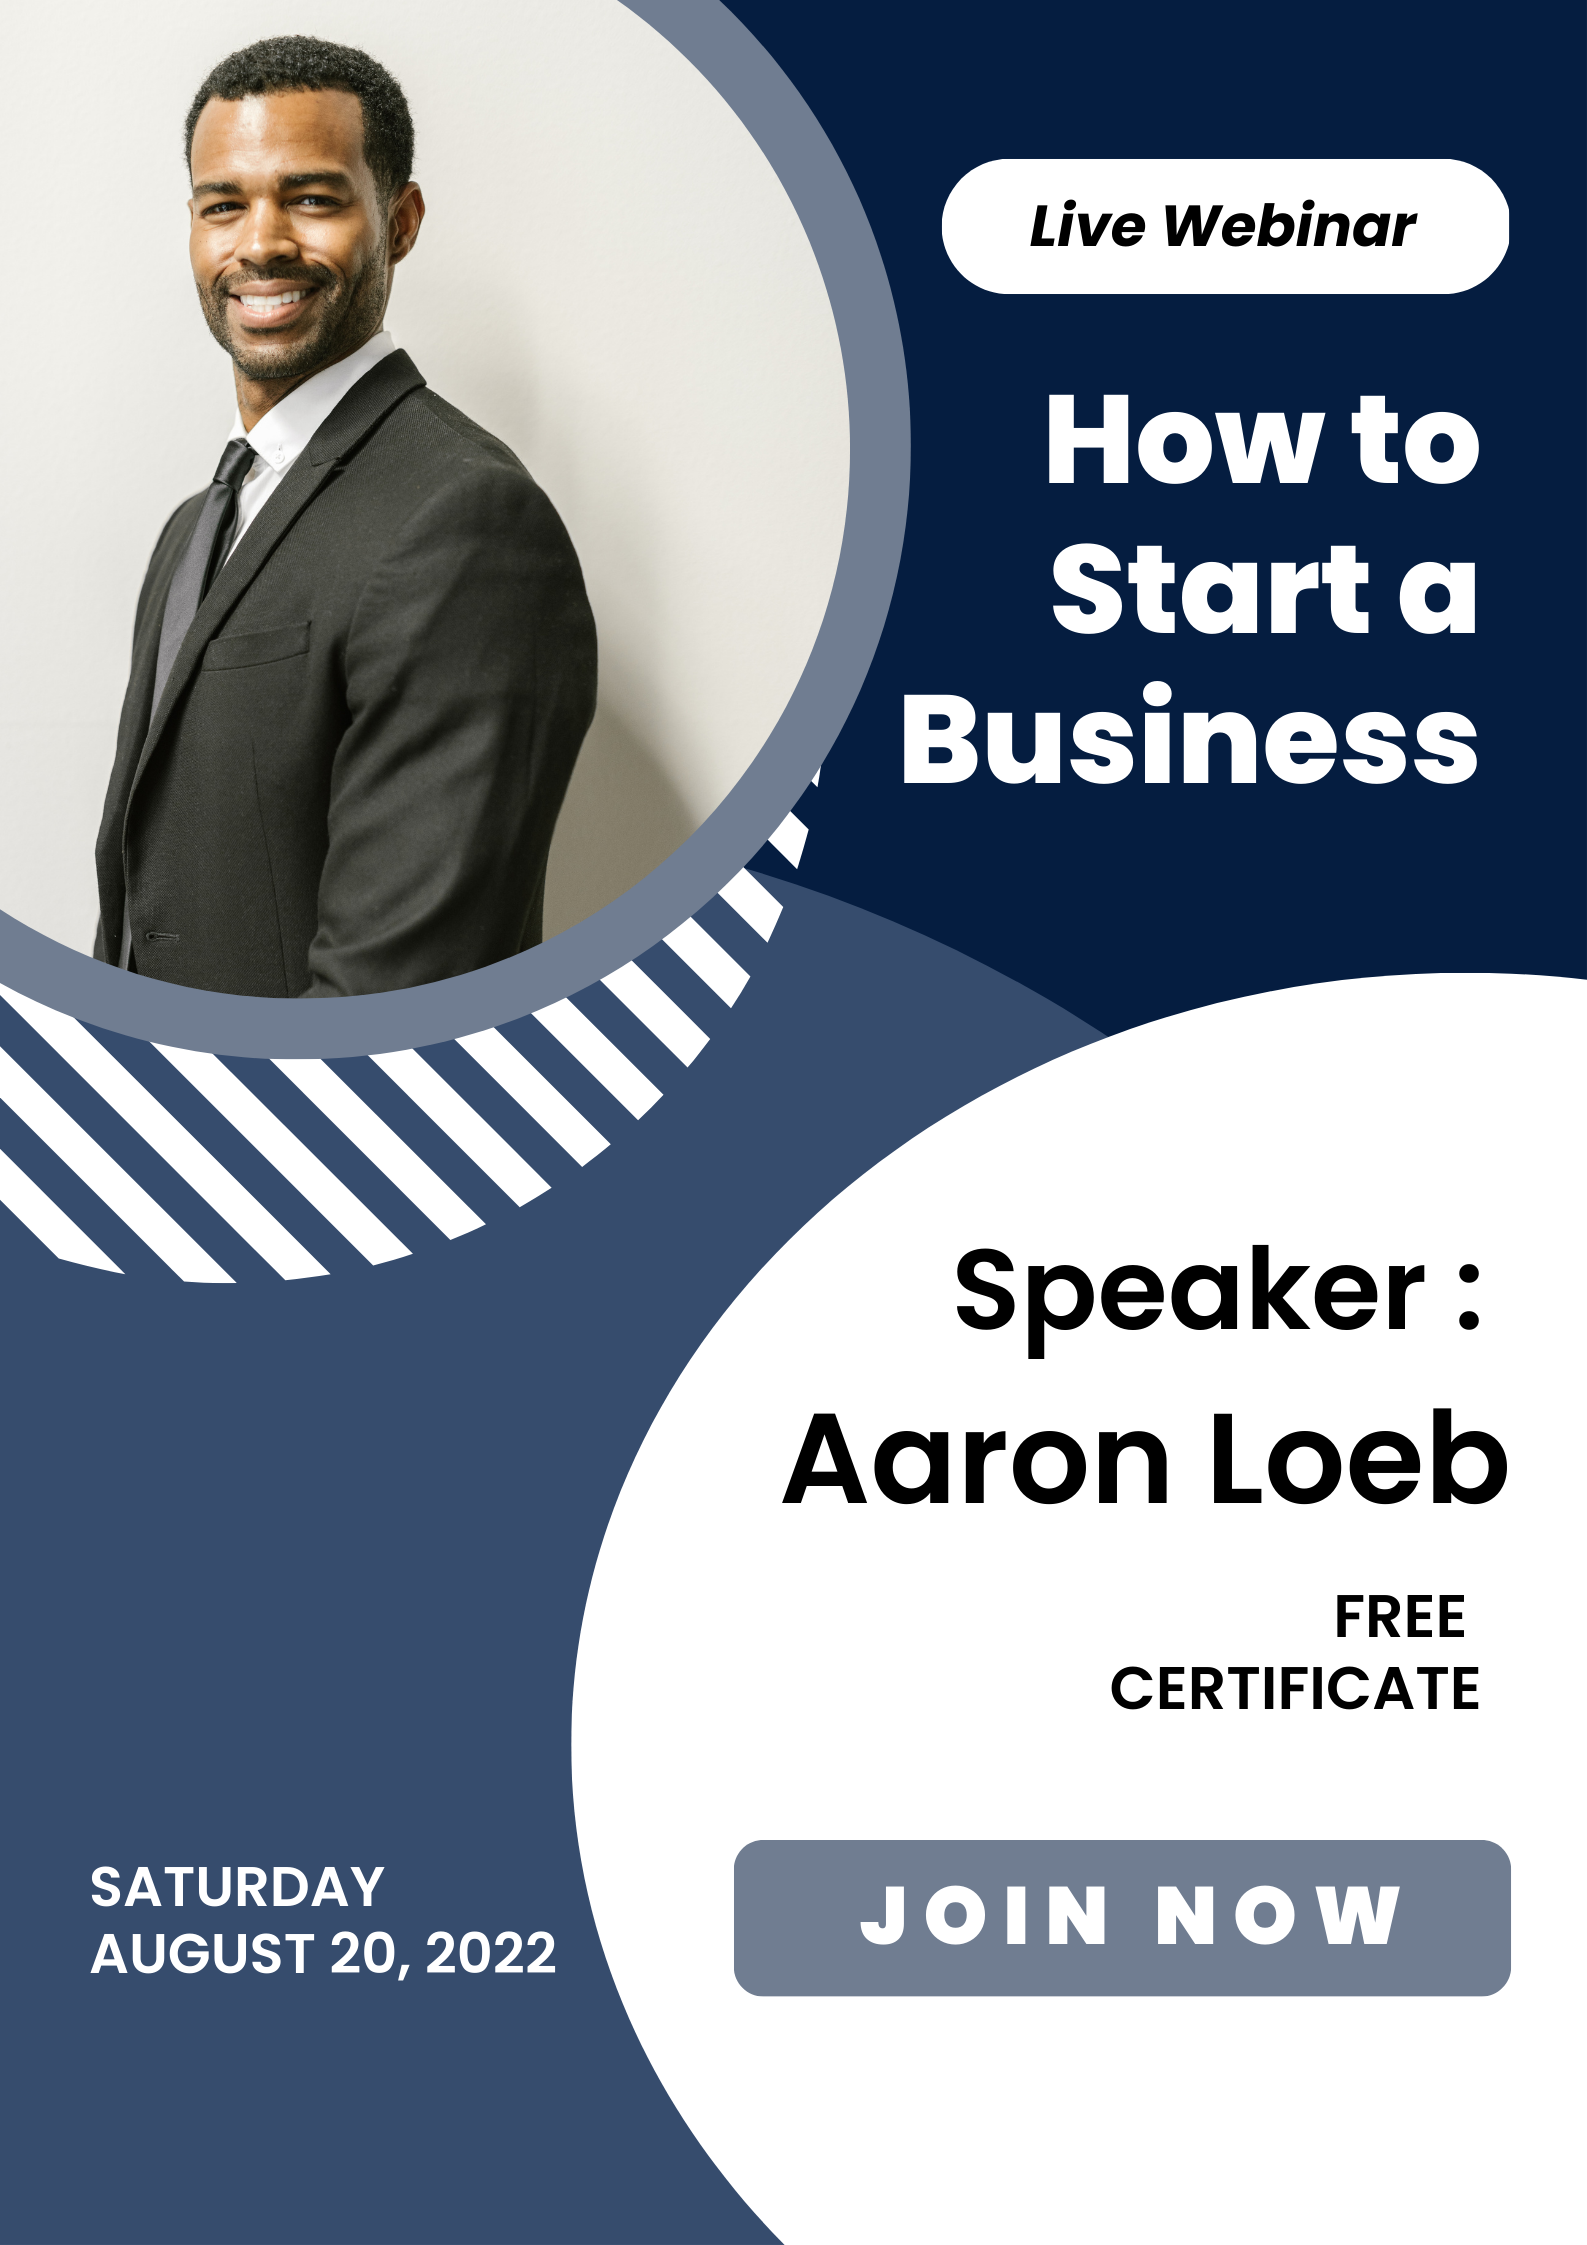 Live Webinar
How to
Start a
Business
Speaker :
Aaron Loeb
FREE
CERTIFICATE
SATURDAY
AUGUST 20, 2022
JOIN NOW